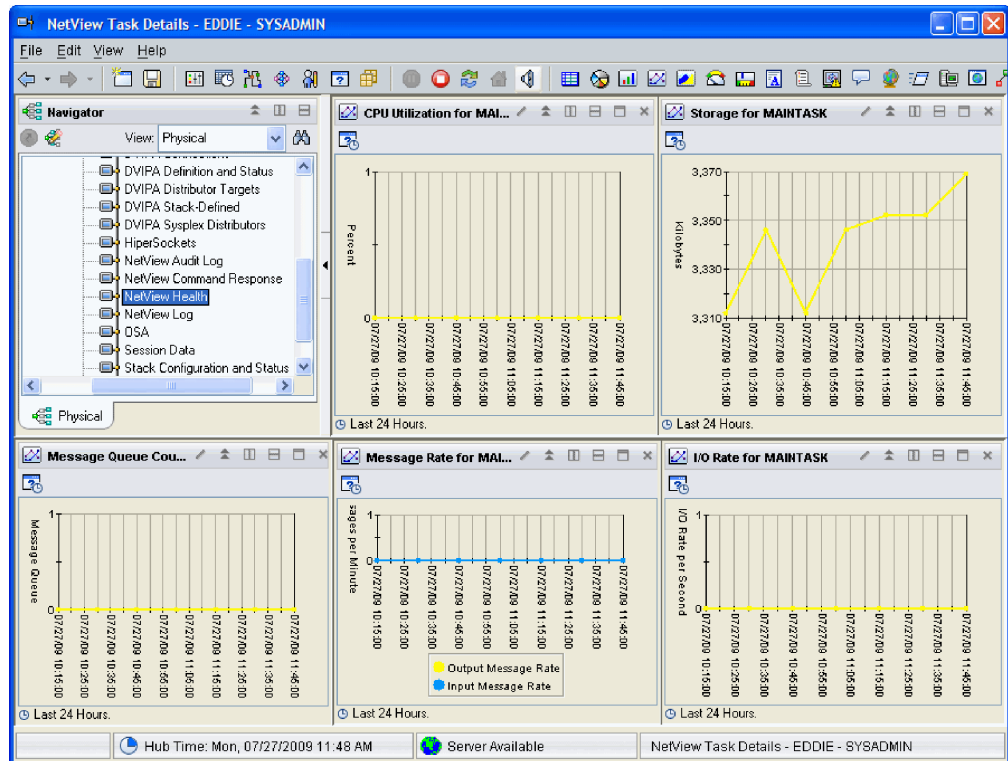 NetView Task Details - EDDIE - SYSADMIN
File Edit View Help
Navigator
View: Physical
DVIPA Definition and Status
DVIPA Distributor Targets
DVIPA Stack-Defined
DVIPA Sysplex Distributors
HiperSockets
NetView Audit Log
NetView Command Response
NetView Health
NetView Log
OSA
Session Data
Stack Configuration and Status
Physical
CPU Utilization for MAI...
Percent
1
0
07/27/09 10:15:00
07/27/09 10:25:00
07/27/09 10:35:00
07/27/09 10:45:00
07/27/09 10:55:00
07/27/09 11:05:00
07/27/09 11:15:00
07/27/09 11:25:00
07/27/09 11:35:00
07/27/09 11:45:00
Last 24 Hours.
Storage for MAINTASK
Kilobytes
3,370
3,350
3,330
3,310
07/27/09 10:15:00
07/27/09 10:25:00
07/27/09 10:35:00
07/27/09 10:45:00
07/27/09 10:55:00
07/27/09 11:05:00
07/27/09 11:15:00
07/27/09 11:25:00
07/27/09 11:35:00
07/27/09 11:45:00
Last 24 Hours.
Message Queue Cou...
Message Queue
1
0
07/27/09 10:15:00
07/27/09 10:25:00
07/27/09 10:35:00
07/27/09 10:45:00
07/27/09 10:55:00
07/27/09 11:05:00
07/27/09 11:15:00
07/27/09 11:25:00
07/27/09 11:35:00
07/27/09 11:45:00
Last 24 Hours.
Message Rate for MAI...
sages per Minute
1
0
07/27/09 10:15:00
07/27/09 10:25:00
07/27/09 10:35:00
07/27/09 10:45:00
07/27/09 10:55:00
07/27/09 11:05:00
07/27/09 11:15:00
07/27/09 11:25:00
07/27/09 11:35:00
07/27/09 11:45:00
Output Message Rate
Input Message Rate
Last 24 Hours.
I/O Rate for MAINTASK
I/O Rate per Second
1
0
07/27/09 10:15:00
07/27/09 10:25:00
07/27/09 10:35:00
07/27/09 10:45:00
07/27/09 10:55:00
07/27/09 11:05:00
07/27/09 11:15:00
07/27/09 11:25:00
07/27/09 11:35:00
07/27/09 11:45:00
Last 24 Hours.
Hub Time: Mon, 07/27/2009 11:48 AM
Server Available
NetView Task Details - EDDIE - SYSADMIN